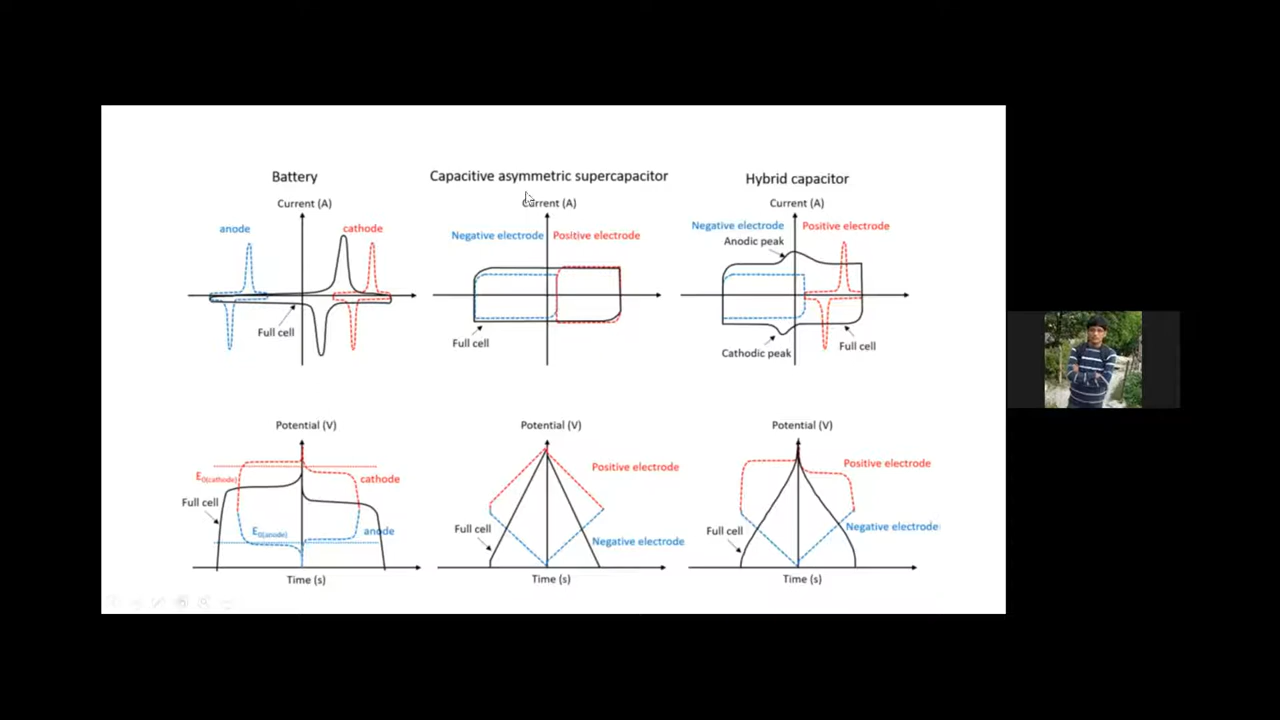 Battery
Current (A)
anode
cathode
Full cell
Capacitive asymmetric supercapacitor
Current (A)
Negative electrode
Positive electrode
Full cell
Hybrid capacitor
Current (A)
Negative electrode
Positive electrode
Anodic peak
Cathodic peak
Full cell
Potential (V)
E0(cathode)
cathode
Full cell
E0(anode)
anode
Time (s)
Potential (V)
Positive electrode
Full cell
Negative electrode
Time (s)
Potential (V)
Positive electrode
Full cell
Negative electrode
Time (s)